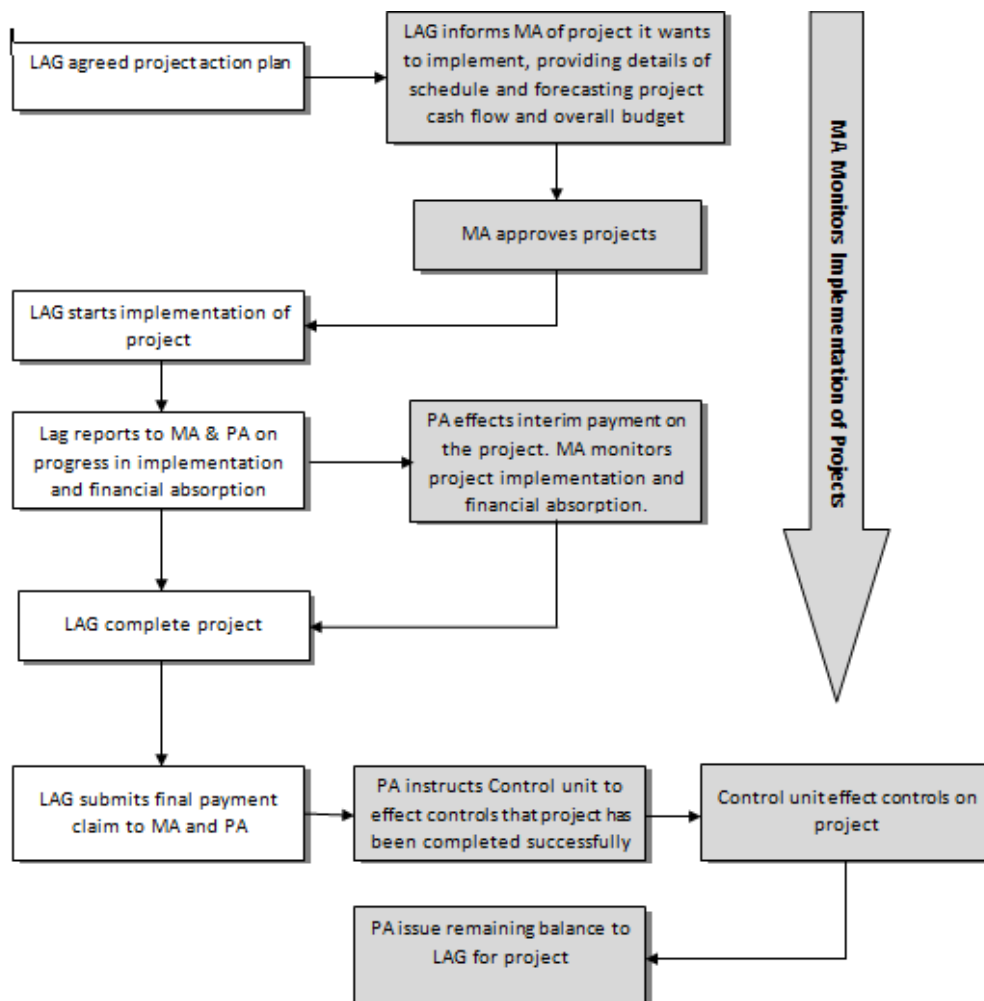 LAG agreed project action plan
LAG informs MA of project it wants
to implement, providing details of
schedule and forecasting project
cash flow and overall budget
MA approves projects
LAG starts implementation of
project
Lag reports to MA & PA on
progress in implementation
and financial absorption
PA effects interim payment on
the project. MA monitors
project implementation and
financial absorption.
LAG complete project
LAG submits final payment
claim to MA and PA
PA instructs Control unit to
effect controls that project has
been completed successfully
Control unit effect controls on
project
PA issue remaining balance to
LAG for project
MA Monitors Implementation of Projects